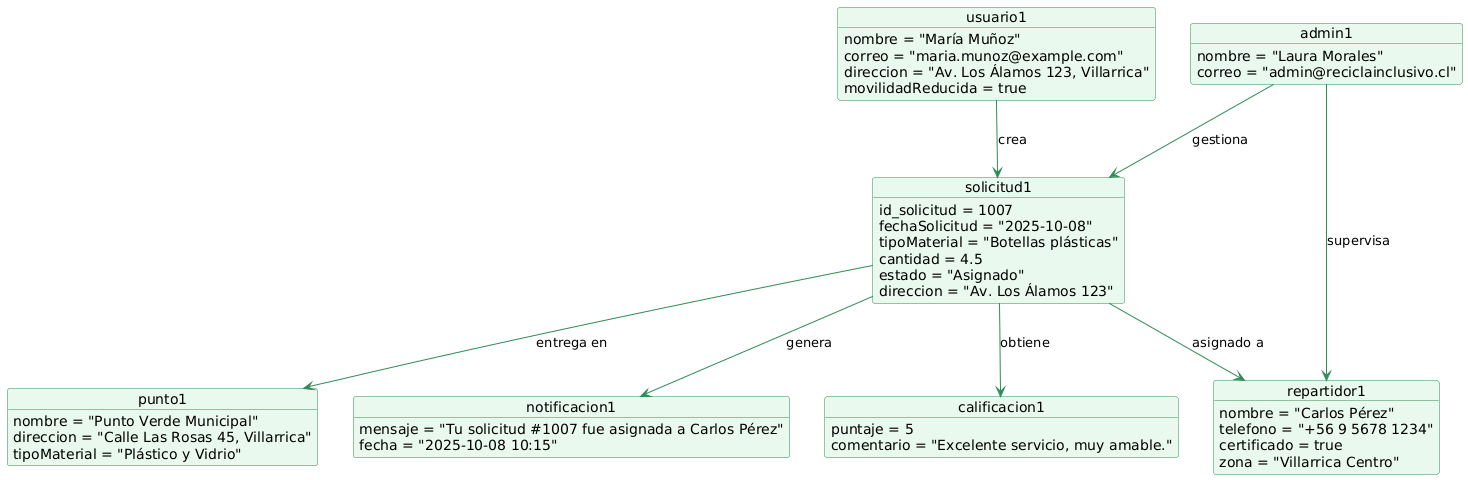 usuario1
nombre = "María Muñoz"
correo = "maria.munoz@example.com"
direccion = "Av. Los Álamos 123, Villarrica"
movilidadReducida = true
admin1
nombre = "Laura Morales"
correo = "admin@reciclainclusivo.cl"
crea
gestiona
solicitud1
id_solicitud = 1007
fechaSolicitud = "2025-10-08"
tipoMaterial = "Botellas plásticas"
cantidad = 4.5
estado = "Asignado"
direccion = "Av. Los Álamos 123"
supervisa
entrega en
genera
obtiene
asignado a
punto1
nombre = "Punto Verde Municipal"
direccion = "Calle Las Rosas 45, Villarrica"
tipoMaterial = "Plástico y Vidrio"
notificacion1
mensaje = "Tu solicitud #1007 fue asignada a Carlos Pérez"
fecha = "2025-10-08 10:15"
calificacion1
puntaje = 5
comentario = "Excelente servicio, muy amable."
repartidor1
nombre = "Carlos Pérez"
telefono = "+56 9 5678 1234"
certificado = true
zona = "Villarrica Centro"